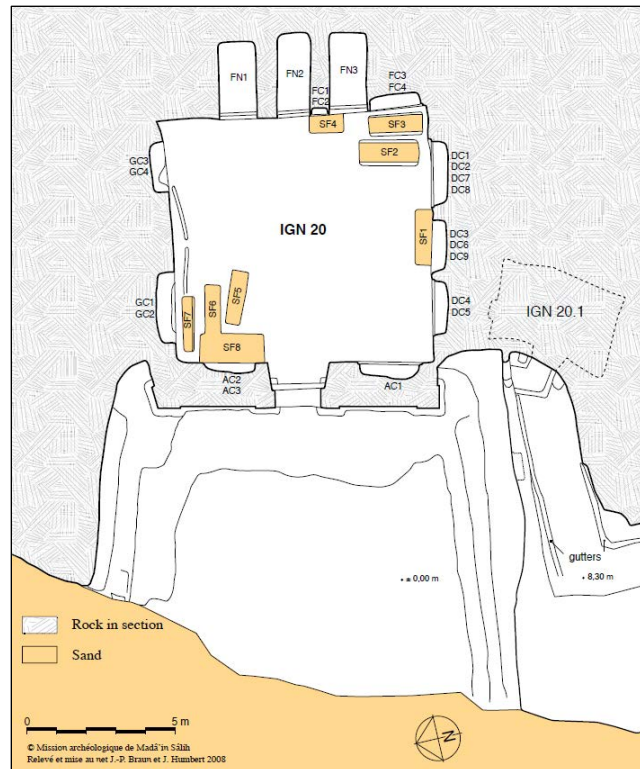 FN1
FN2
FN3
FC1
FC2
FC3
FC4
SF4
SF3
SF2
GC3
GC4
DC1
DC2
DC7
DC8
IGN 20
SF1
DC3
DC6
DC9
GC1
GC2
SF7
SF6
SF5
SF8
DC4
DC5
IGN 20.1
AC2
AC3
AC1
gutters
0,00 m
8,30 m
Rock in section
Sand
0
5 m
N
© Mission archéologique de Madâ'in Sâlih
Relevé et mise au net J.-P. Braun et J. Humbert 2008